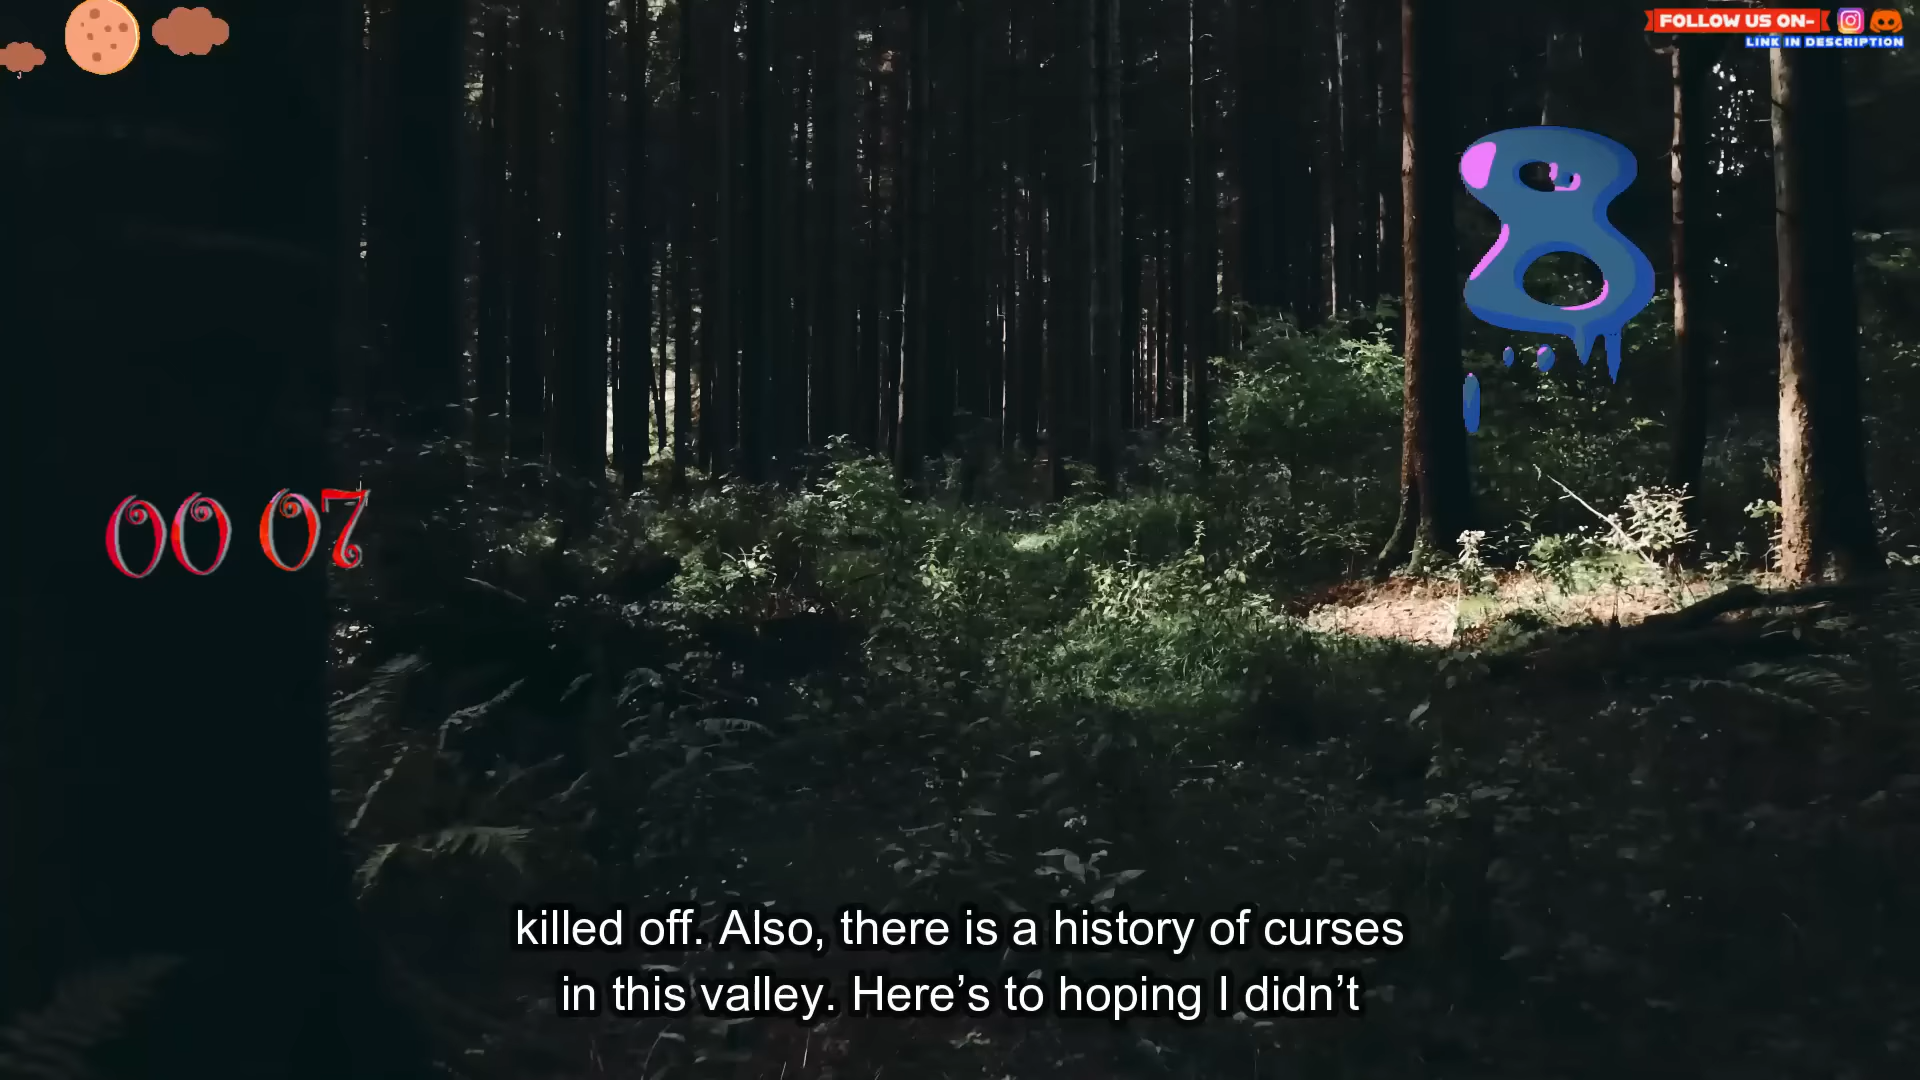 FOLLOW US ON-
LINK IN DESCRIPTION
8
00 07
killed off. Also, there is a history of curses
in this valley. Here’s to hoping I didn’t